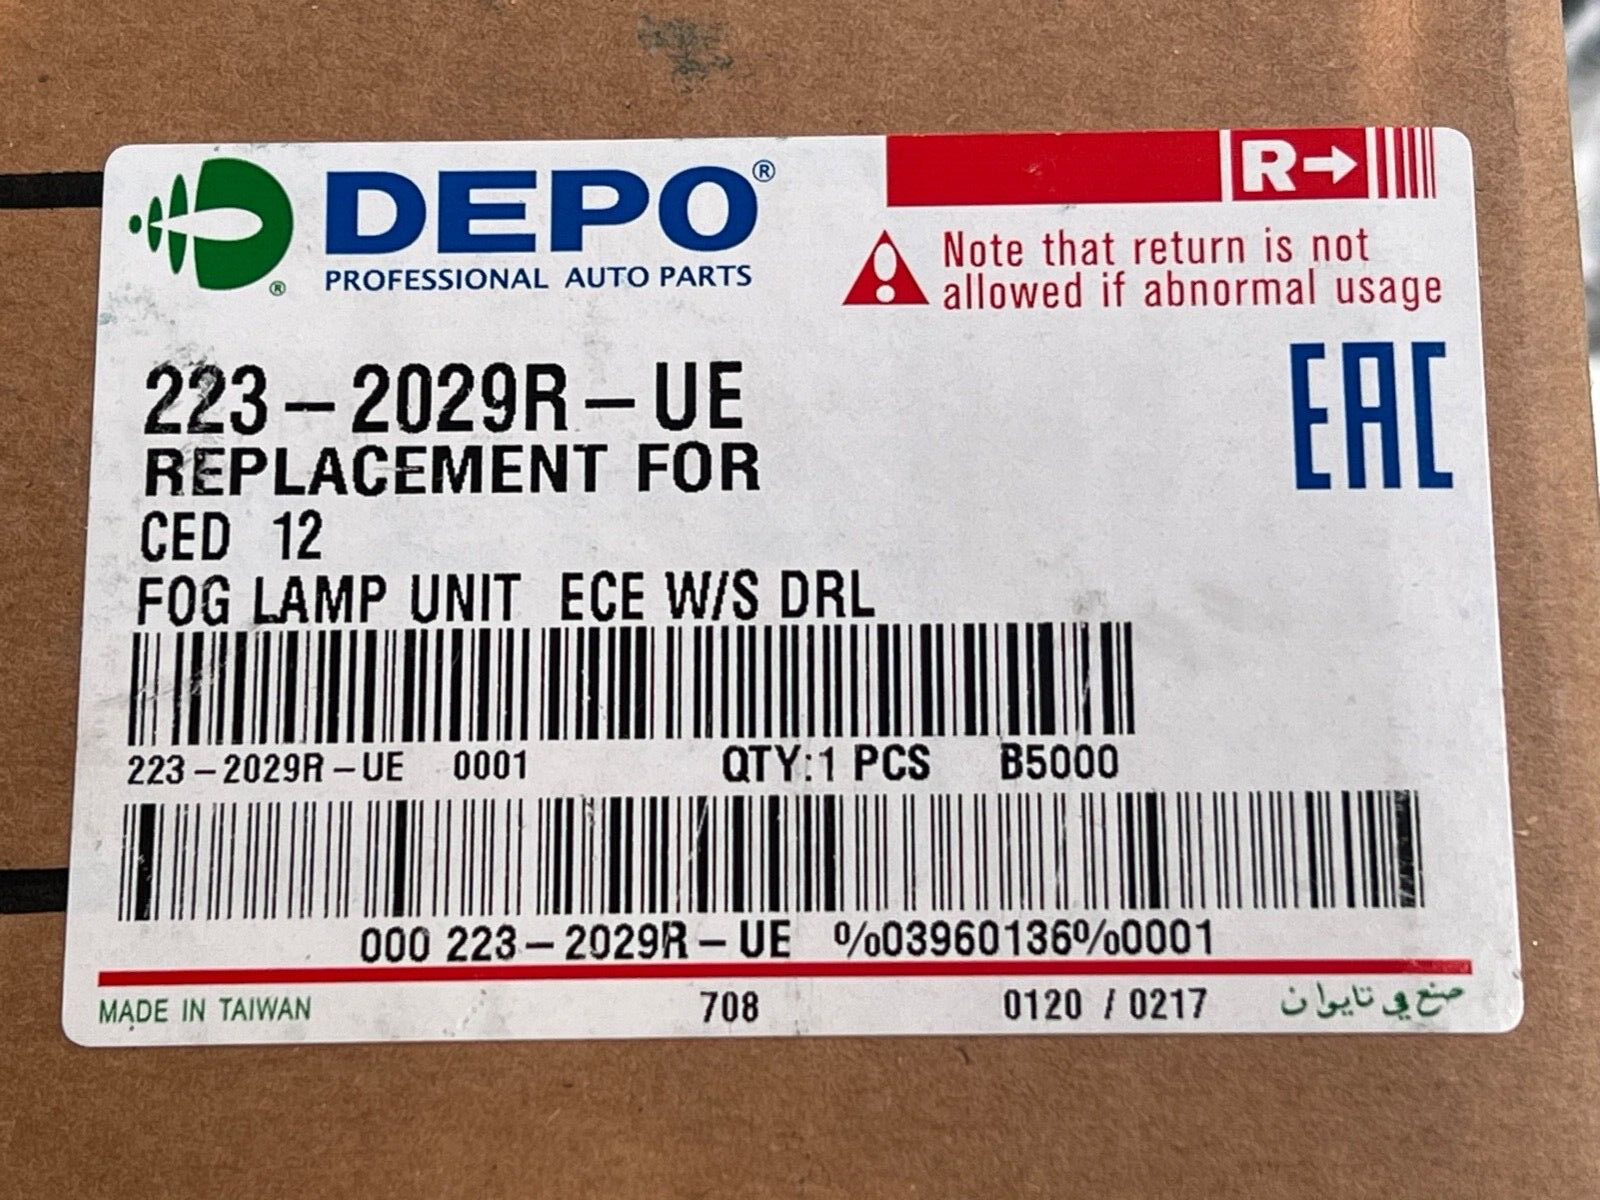 DEPO®
PROFESSIONAL AUTO PARTS
®
R→
Note that return is not
allowed if abnormal usage
EAC
223-2029R-UE
REPLACEMENT FOR
CED 12
FOG LAMP UNIT ECE W/S DRL
223-2029R-UE 0001 QTY:1 PCS B5000
000 223-2029R-UE %03960136%0001
MADE IN TAIWAN 708 0120 / 0217 صنع في تايوان